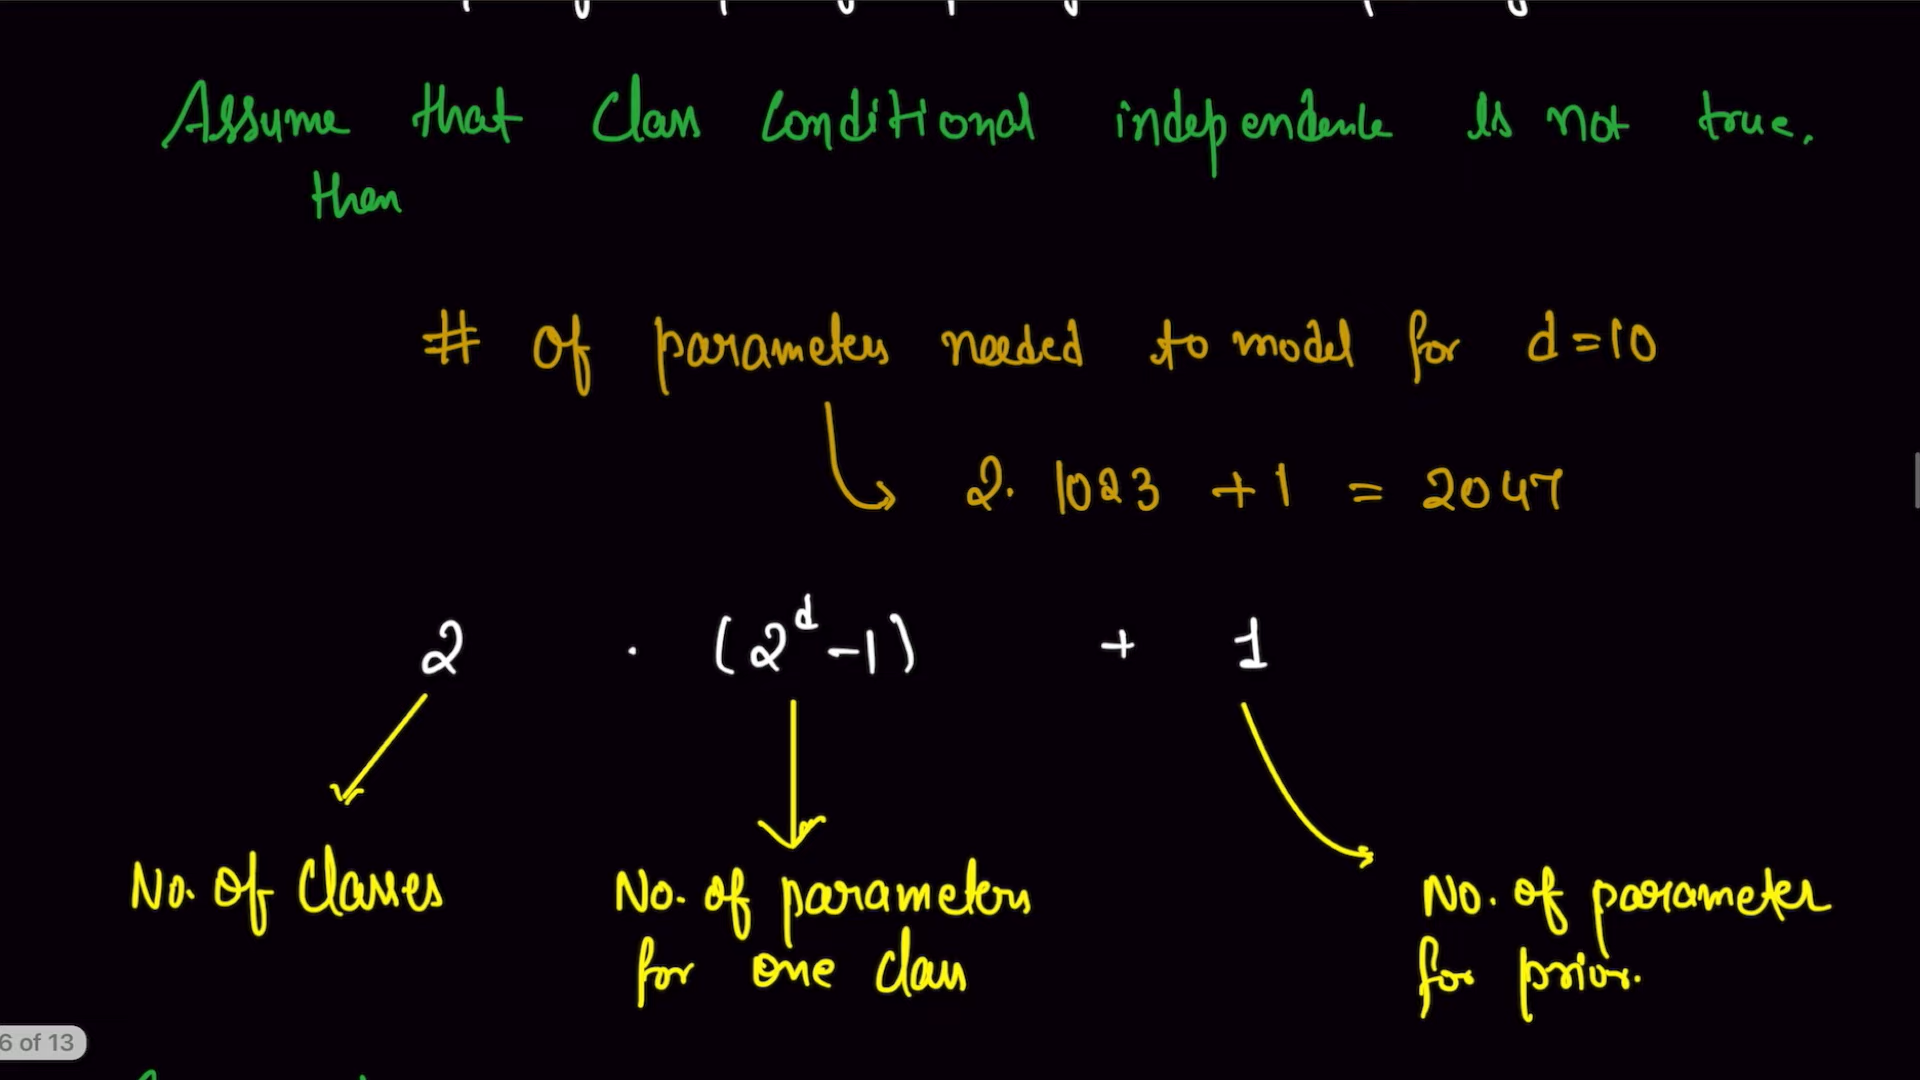 Assume that Class Conditional independence is not true.
then
# of parameters needed to model for d=10
2. 1023 + 1 = 2047
2 . (2^d -1) + 1
No. of Classes
No. of parameters
for one class
No. of parameter
for prior.
6 of 13